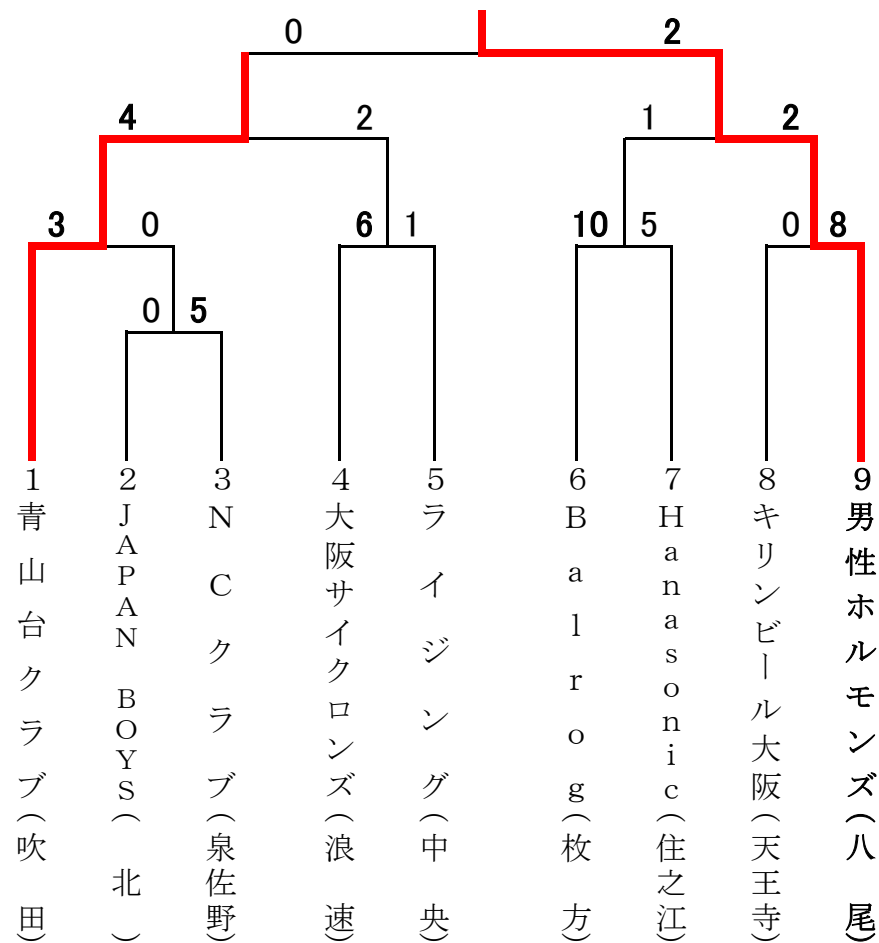 0 2
4 2 1 2
3 0 6 1 10 5 0 8
0 5
1 2 3 4 5 6 7 8 9
青山台クラブ(吹田)
JAPAN BOYS(北)
NCクラブ(泉佐野)
大阪サイクロンズ(浪速)
ライジング(中央)
Balrog(枚方)
Hanasonic(住之江)
キリンビール大阪(天王寺)
男性ホルモンズ(八尾)